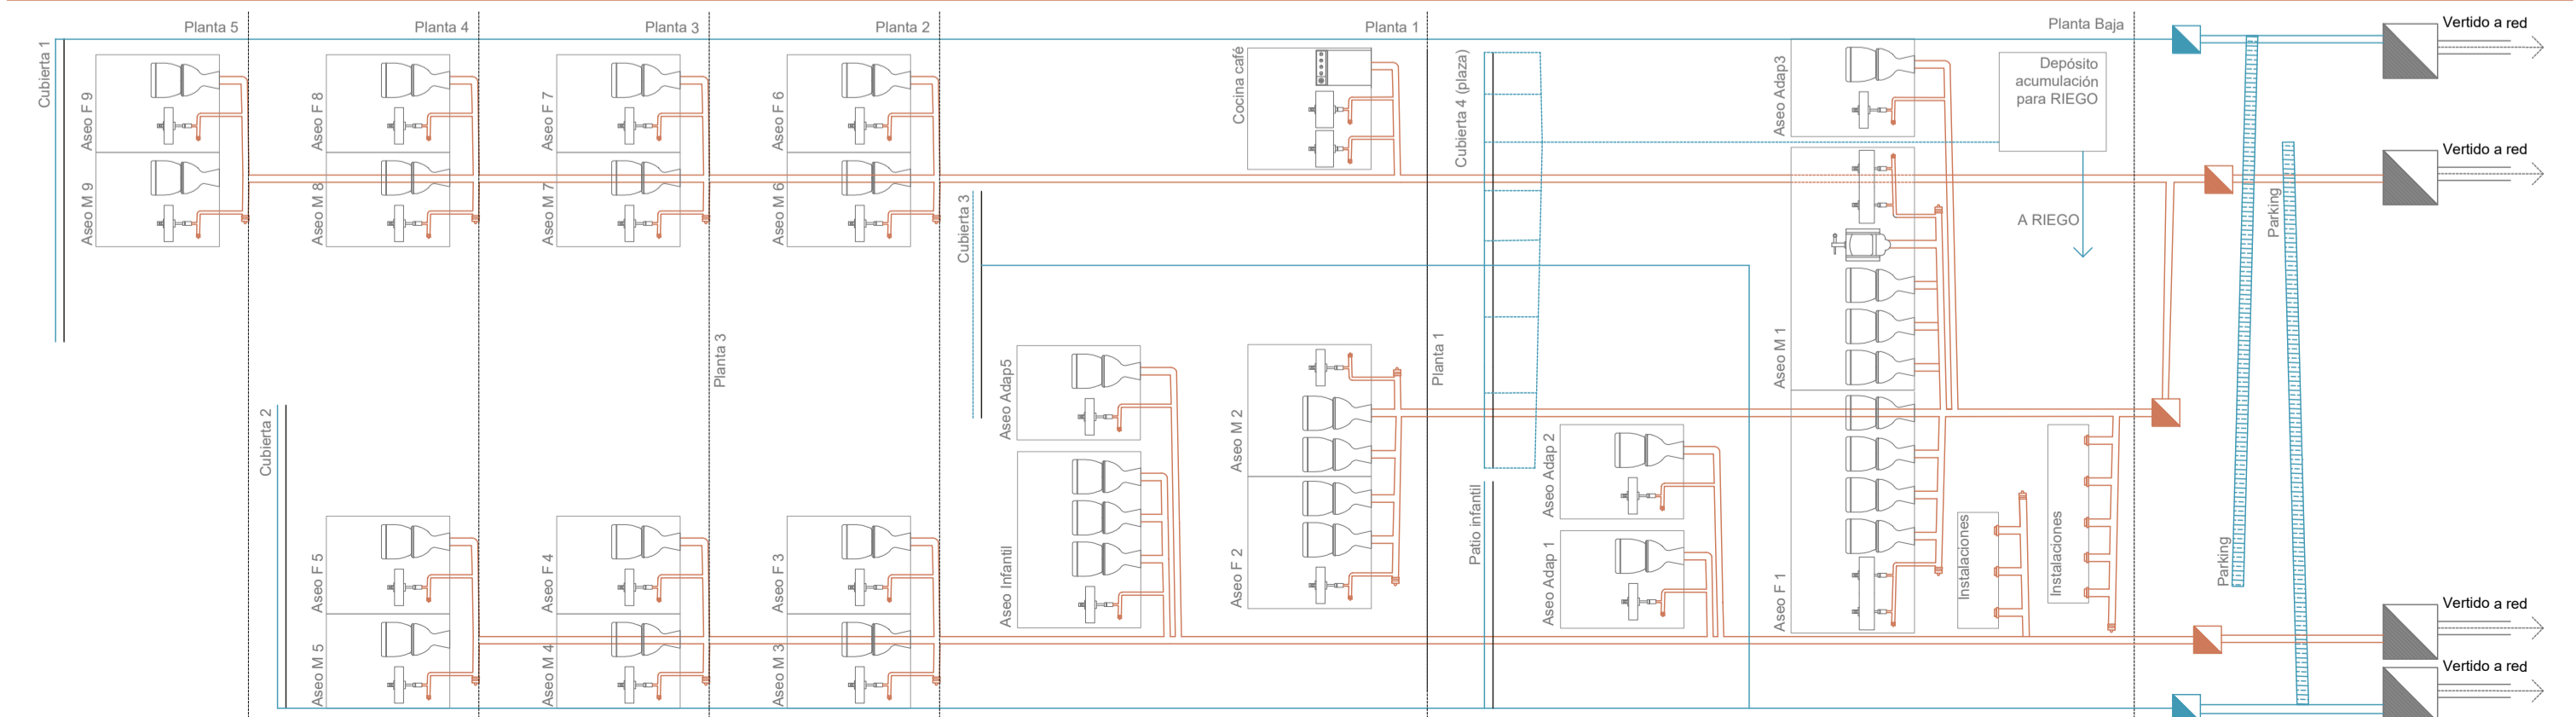 Planta 5
Planta 4
Planta 3
Planta 2
Planta 1
Planta Baja
Vertido a red
Cubierta 1
Aseo F 9
Aseo M 9
Aseo F 8
Aseo M 8
Aseo F 7
Aseo M 7
Aseo F 6
Aseo M 6
Cocina café
Cubierta 4 (plaza)
Aseo Adap3
Depósito
acumulación
para RIEGO
Vertido a red
Cubierta 3
A RIEGO
Parking
Planta 3
Cubierta 2
Aseo Adap5
Aseo M 2
Planta 1
Aseo M 1
Aseo F 5
Aseo M 5
Aseo F 4
Aseo M 4
Aseo F 3
Aseo M 3
Aseo Infantil
Aseo F 2
Patio infantil
Aseo Adap 2
Aseo Adap 1
Aseo F 1
Instalaciones
Instalaciones
Parking
Vertido a red
Vertido a red